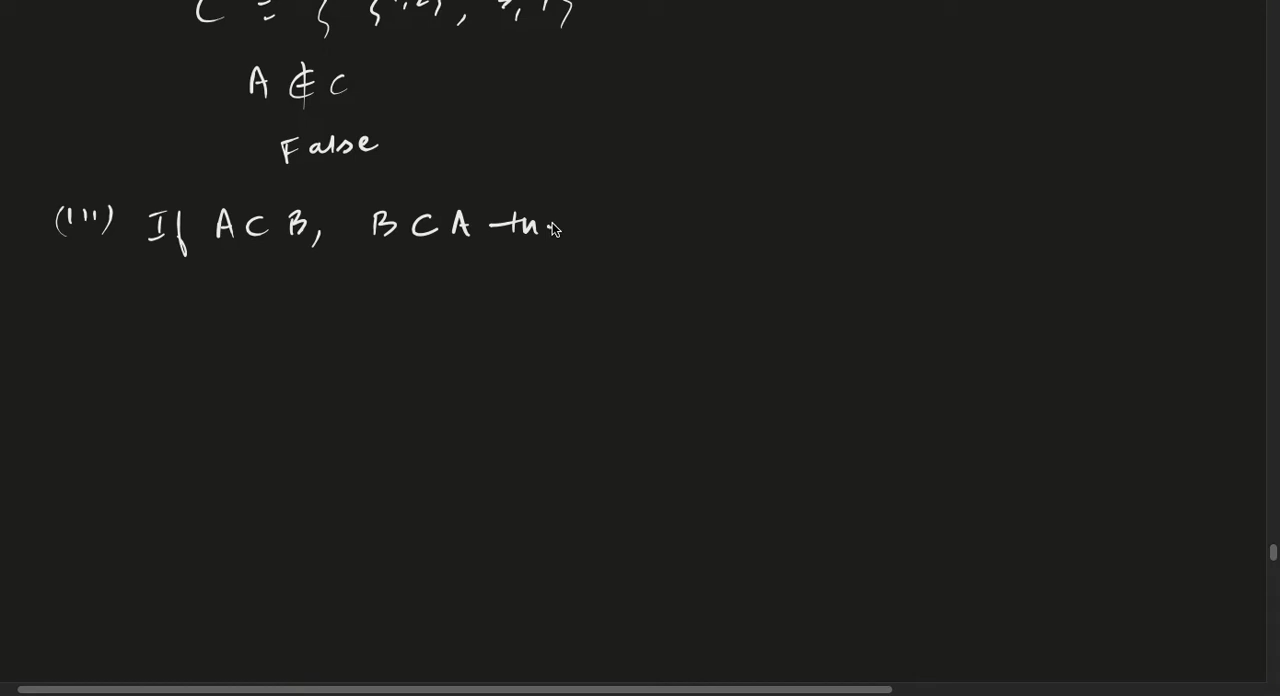 A ∉ C
False
(iii) If A ⊂ B, B ⊂ A